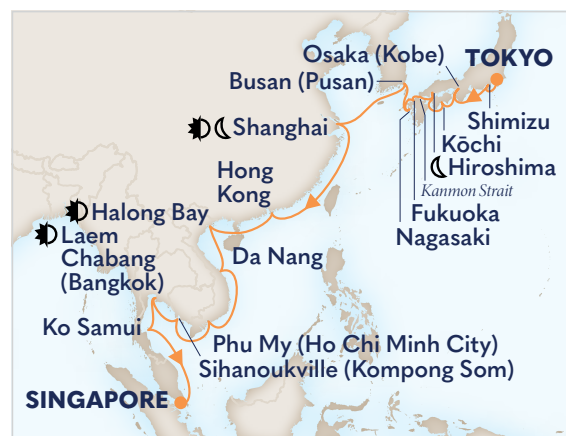 Osaka (Kobe)
TOKYO
Busan (Pusan)
Shimizu
Shanghai
Kōchi
Hiroshima
Kanmon Strait
Hong
Kong
Fukuoka
Nagasaki
Halong Bay
Laem
Chabang
(Bangkok)
Da Nang
Ko Samui
Phu My (Ho Chi Minh City)
Sihanoukville (Kompong Som)
SINGAPORE